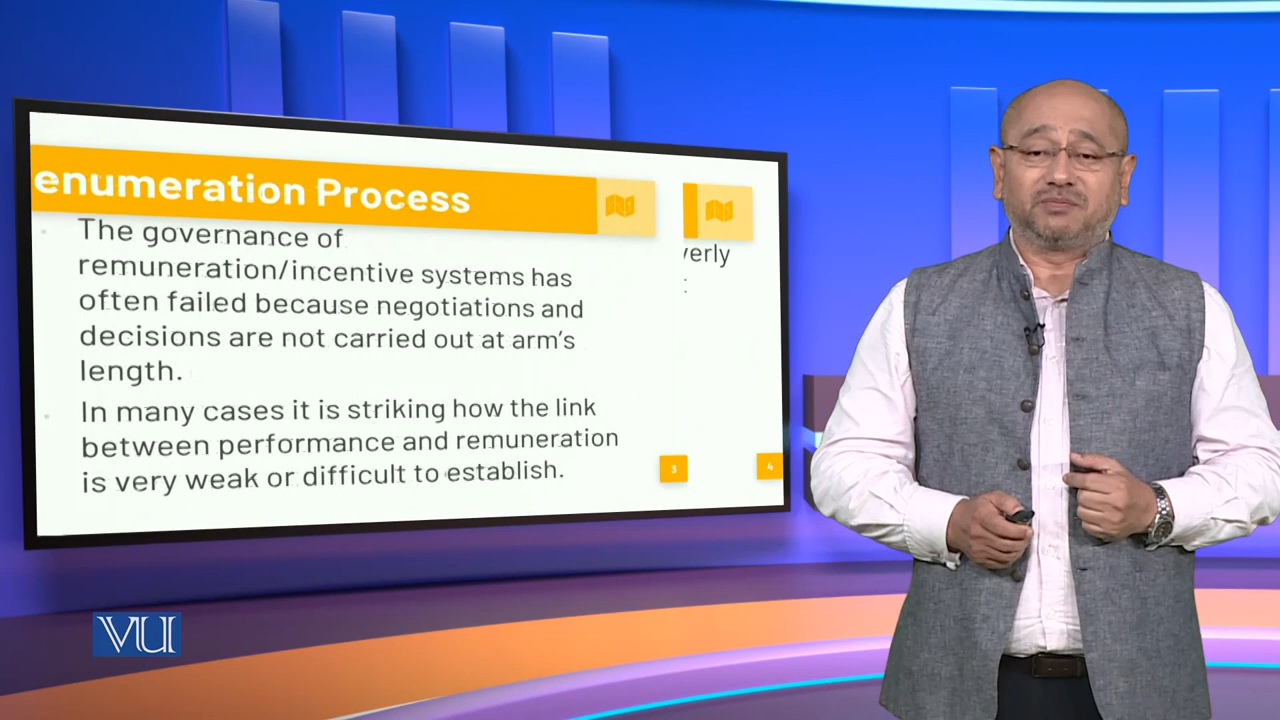 enumeration Process
The governance of
remuneration/incentive systems has
often failed because negotiations and
decisions are not carried out at arm's
length.
In many cases it is striking how the link
between performance and remuneration
is very weak or difficult to establish.
3
erly
:
4
VU